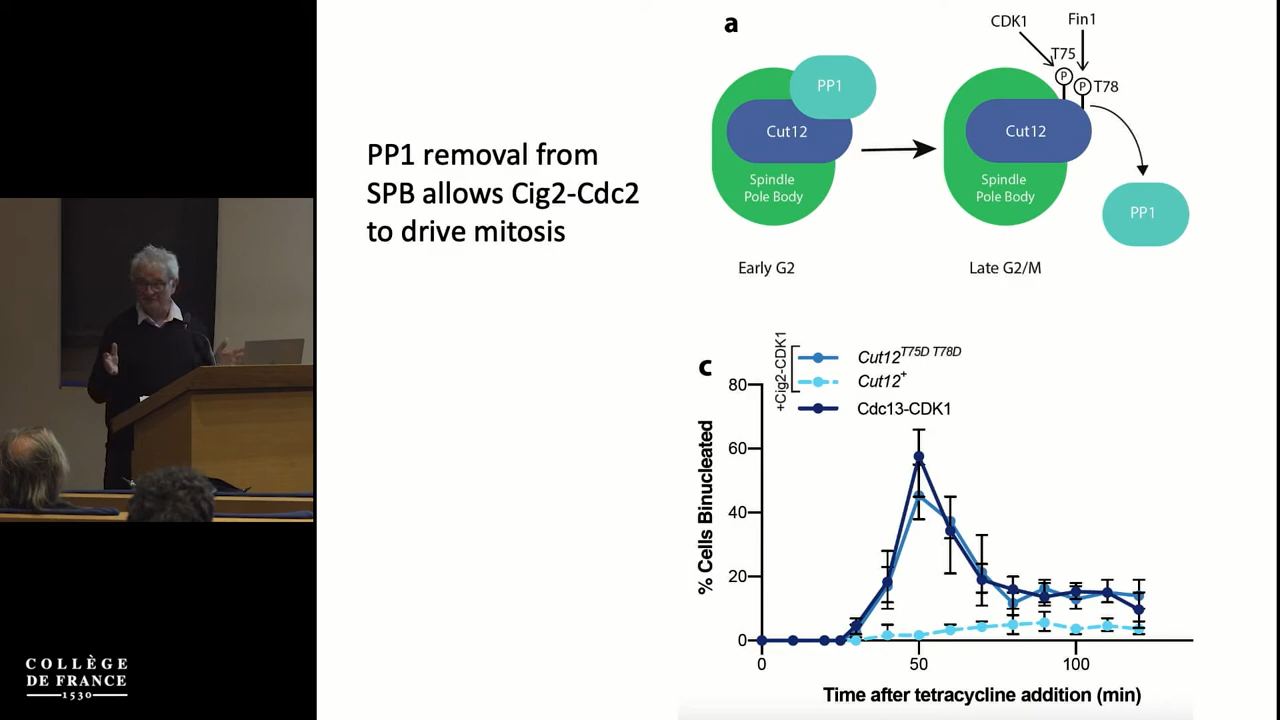 PP1 removal from
SPB allows Cig2-Cdc2
to drive mitosis
a
PP1
Cut12
Spindle
Pole Body
Early G2
CDK1
Fin1
T75
P
P
T78
Cut12
Spindle
Pole Body
PP1
Late G2/M
c
+Cig2-CDK1
Cut12T75D T78D
Cut12+
Cdc13-CDK1
% Cells Binucleated
80
60
40
20
0
0
50
100
Time after tetracycline addition (min)
COLLÈGE
DE FRANCE
1530